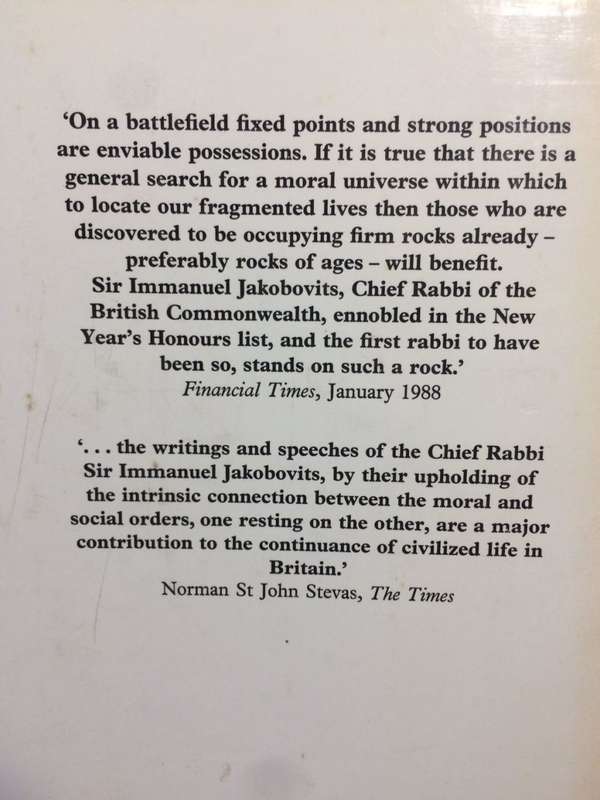 ‘On a battlefield fixed points and strong positions
are enviable possessions. If it is true that there is a
general search for a moral universe within which
to locate our fragmented lives then those who are
discovered to be occupying firm rocks already –
preferably rocks of ages – will benefit.
Sir Immanuel Jakobovits, Chief Rabbi of the
British Commonwealth, ennobled in the New
Year’s Honours list, and the first rabbi to have
been so, stands on such a rock.’
Financial Times, January 1988
‘. . . the writings and speeches of the Chief Rabbi
Sir Immanuel Jakobovits, by their upholding of
the intrinsic connection between the moral and
social orders, one resting on the other, are a major
contribution to the continuance of civilized life in
Britain.’
Norman St John Stevas, The Times